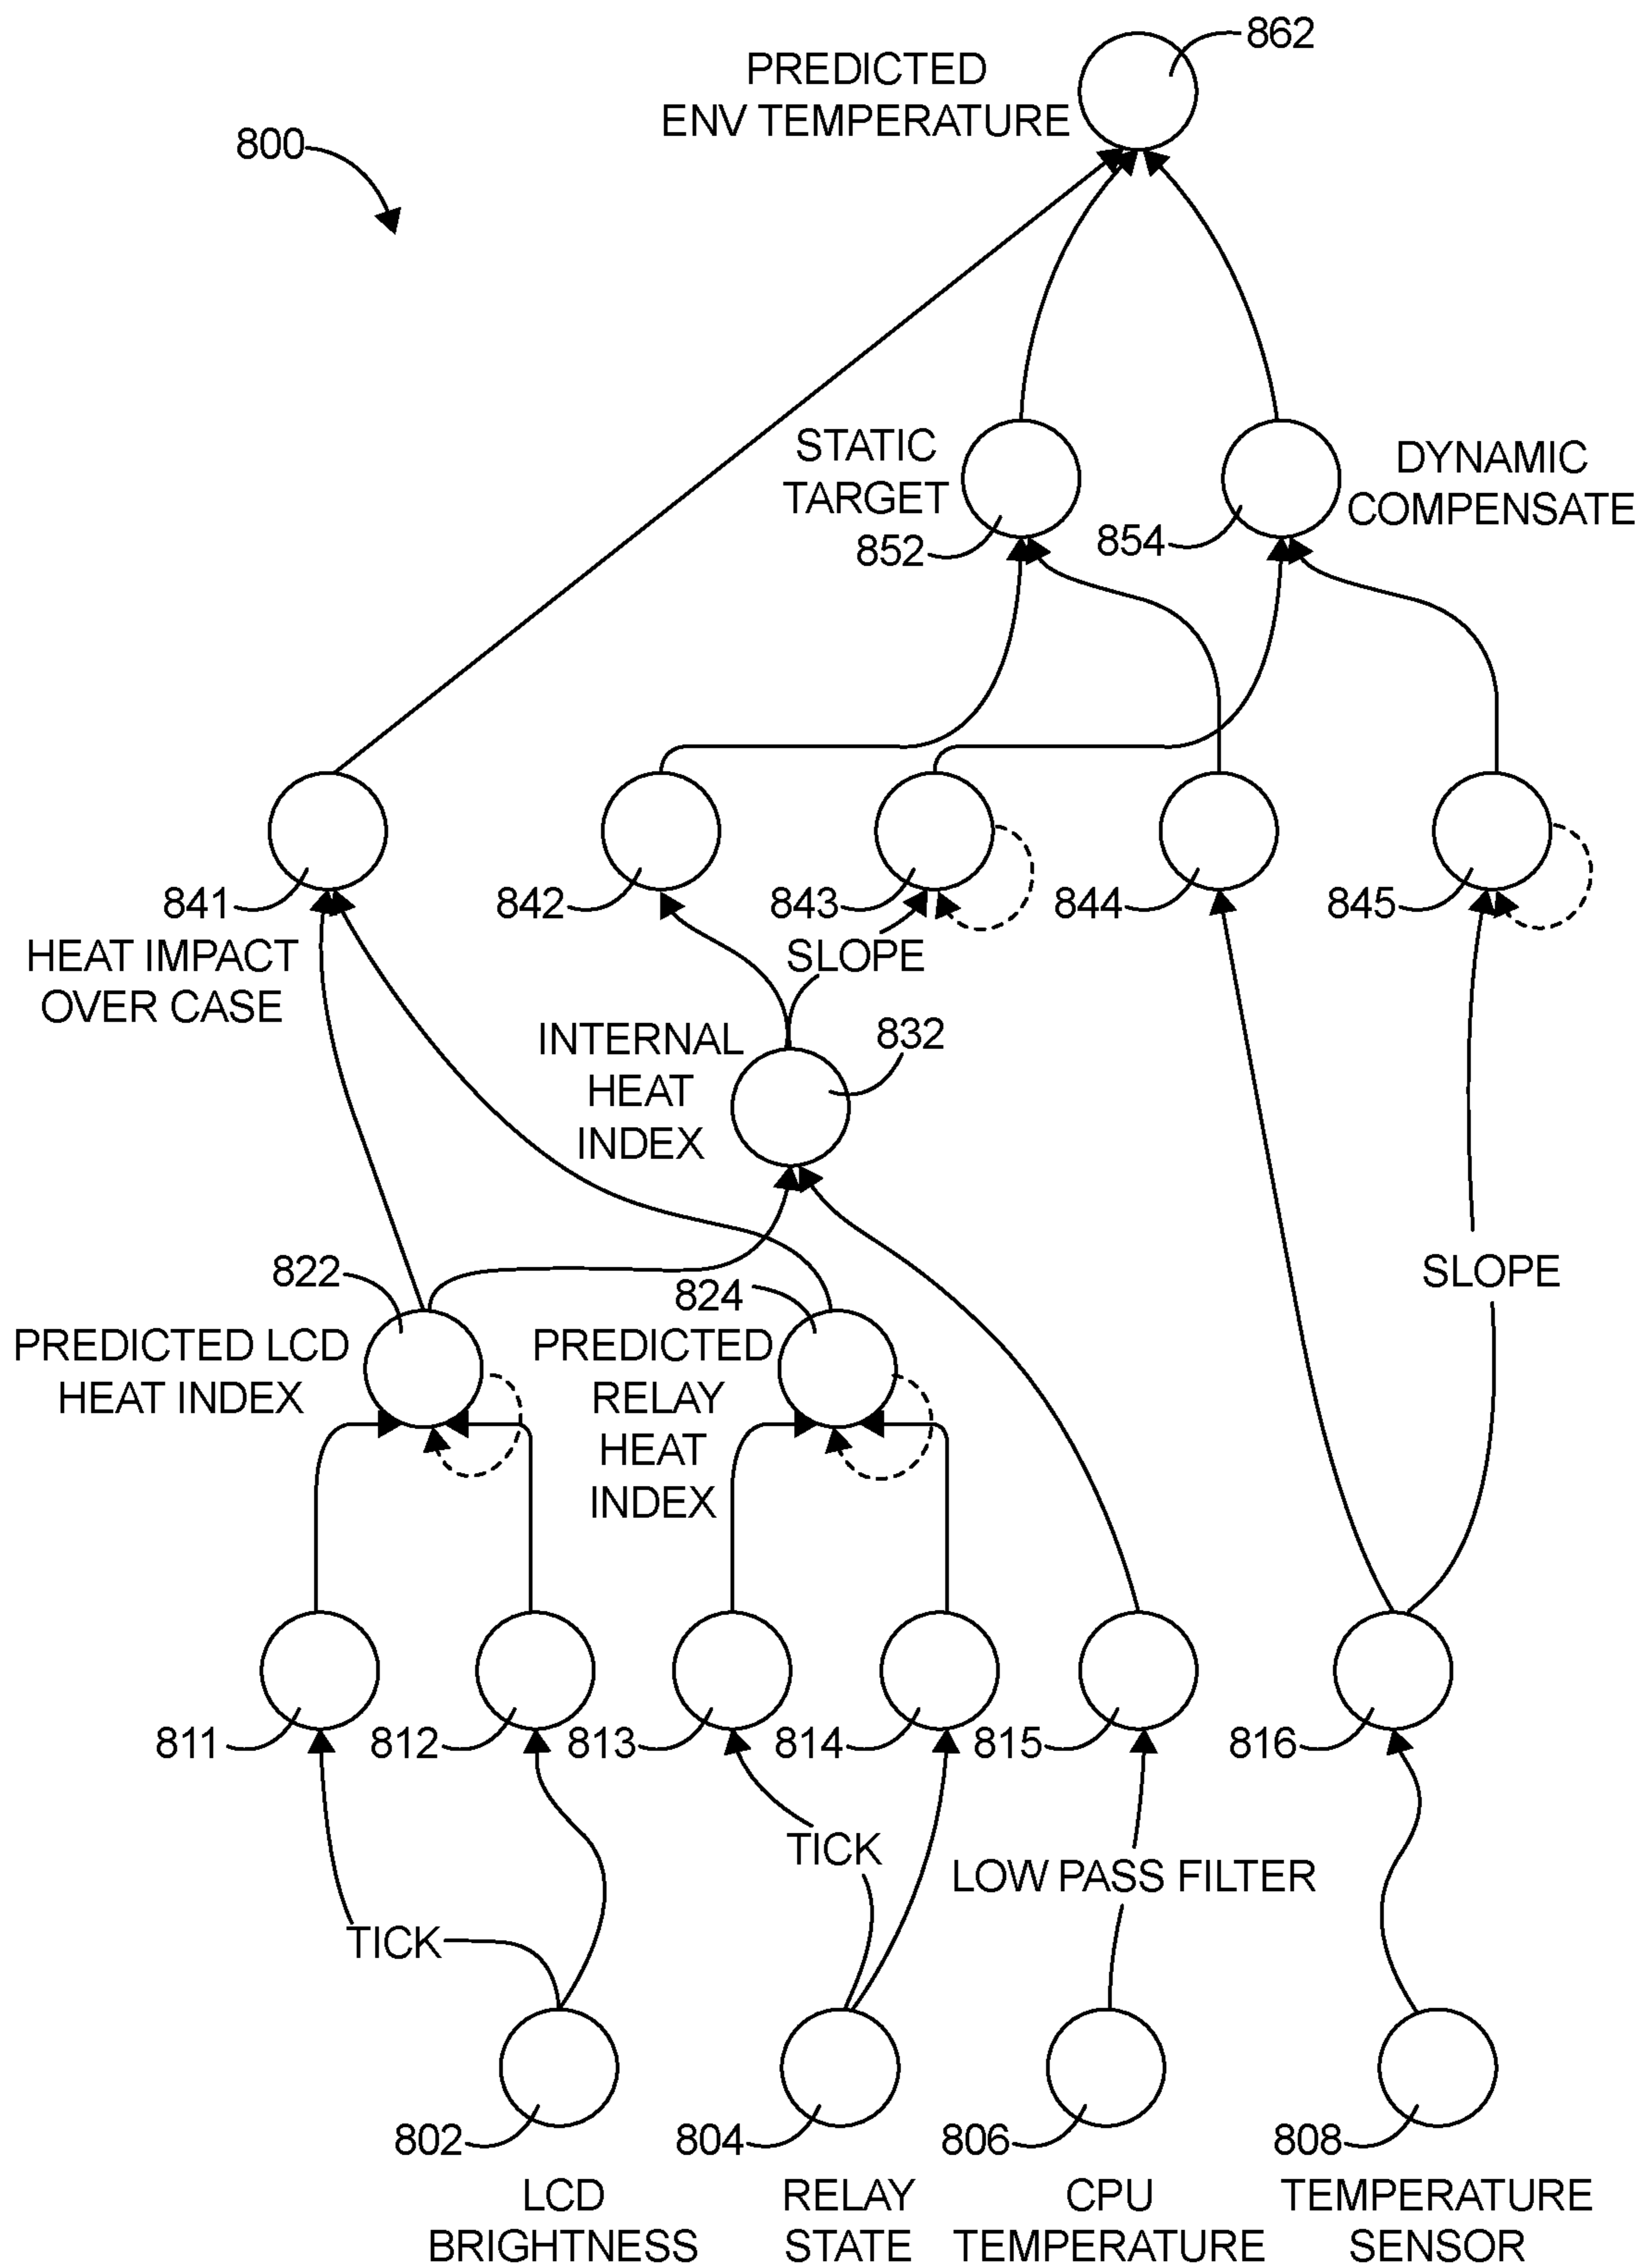 862
PREDICTED
ENV TEMPERATURE
800
STATIC
TARGET
852
854
DYNAMIC
COMPENSATE
841
842
843
844
845
HEAT IMPACT
OVER CASE
SLOPE
INTERNAL
HEAT
INDEX
832
SLOPE
822
824
PREDICTED LCD
HEAT INDEX
PREDICTED
RELAY
HEAT
INDEX
811
812
813
814
815
816
TICK
LOW PASS FILTER
TICK
802
804
806
808
LCD
BRIGHTNESS
RELAY
STATE
CPU
TEMPERATURE
TEMPERATURE
SENSOR